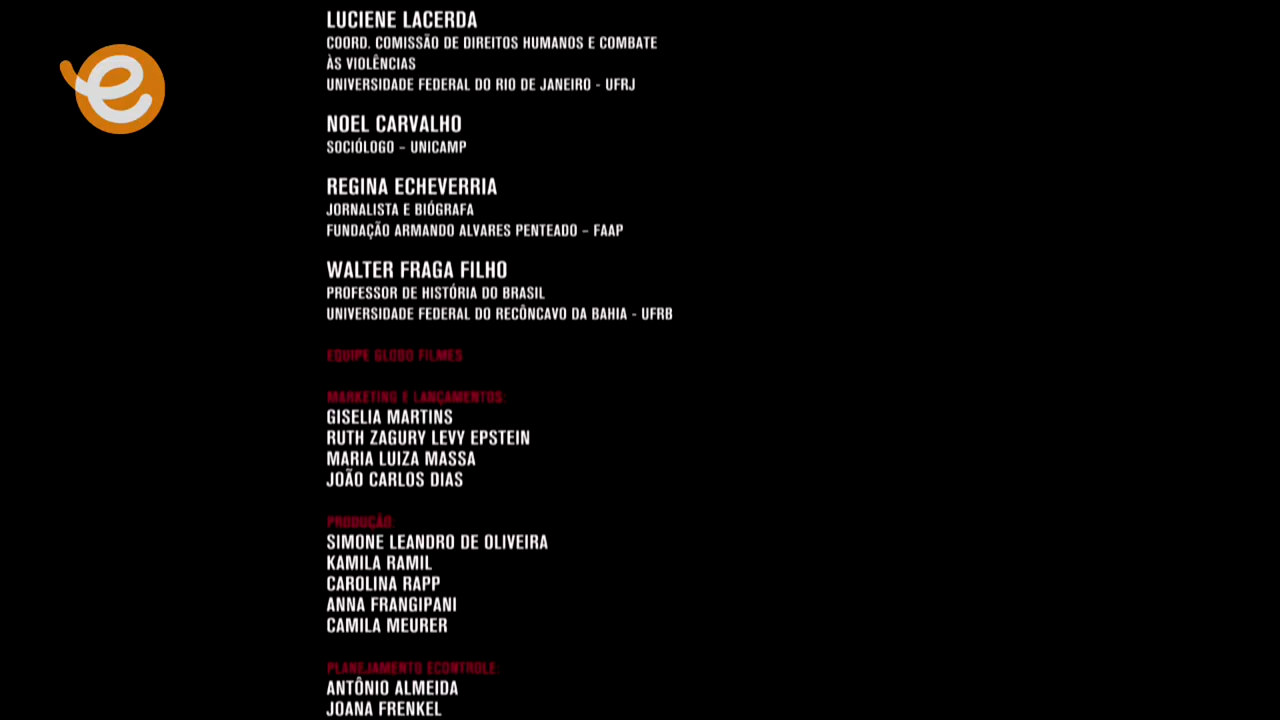 LUCIENE LACERDA
COORD. COMISSÃO DE DIREITOS HUMANOS E COMBATE
ÀS VIOLÊNCIAS
UNIVERSIDADE FEDERAL DO RIO DE JANEIRO - UFRJ
NOEL CARVALHO
SOCIÓLOGO – UNICAMP
REGINA ECHEVERRIA
JORNALISTA E BIÓGRAFA
FUNDAÇÃO ARMANDO ALVARES PENTEADO – FAAP
WALTER FRAGA FILHO
PROFESSOR DE HISTÓRIA DO BRASIL
UNIVERSIDADE FEDERAL DO RECÔNCAVO DA BAHIA - UFRB
EQUIPE GLOBO FILMES
MARKETING E LANÇAMENTOS:
GISELIA MARTINS
RUTH ZAGURY LEVY EPSTEIN
MARIA LUIZA MASSA
JOÃO CARLOS DIAS
PRODUÇÃO:
SIMONE LEANDRO DE OLIVEIRA
KAMILA RAMIL
CAROLINA RAPP
ANNA FRANGIPANI
CAMILA MEURER
PLANEJAMENTO ECONTROLE:
ANTÔNIO ALMEIDA
JOANA FRENKEL